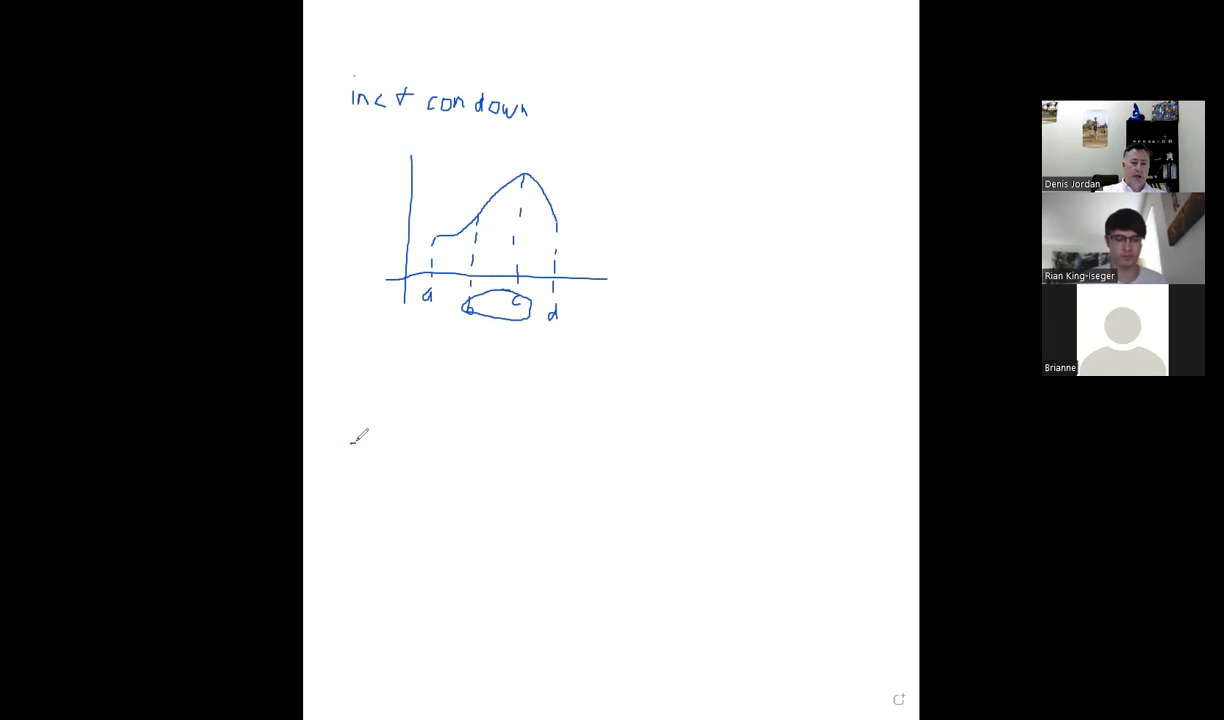 inc + con down
a
b
c
d
Denis Jordan
Rian King-Iseger
Brianne